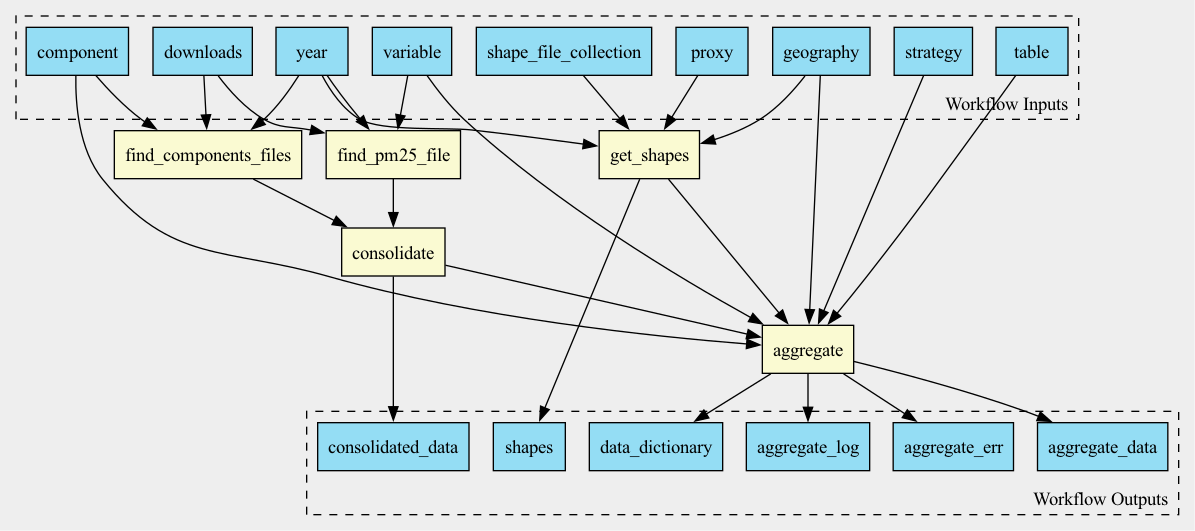 component
downloads
year
variable
shape_file_collection
proxy
geography
strategy
table
Workflow Inputs
find_components_files
find_pm25_file
get_shapes
consolidate
aggregate
consolidated_data
shapes
data_dictionary
aggregate_log
aggregate_err
aggregate_data
Workflow Outputs